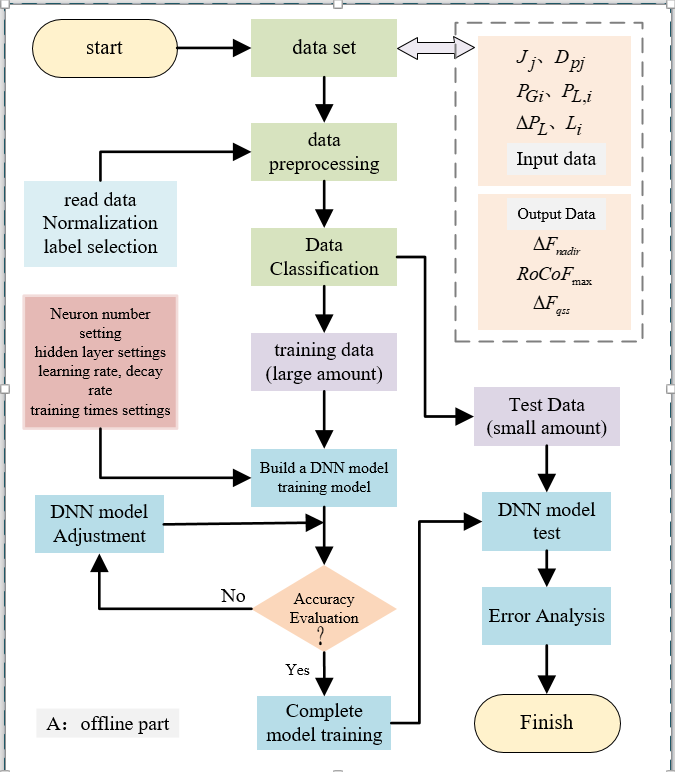 start
data set
J_j、D_pj
P_Gi、P_L,i
ΔP_L、L_i
Input data
Output Data
ΔF_nadir
RoCoF_max
ΔF_qss
data
preprocessing
read data
Normalization
label selection
Data
Classification
Neuron number
setting
hidden layer settings
learning rate, decay
rate
training times settings
training data
(large amount)
Test Data
(small amount)
Build a DNN model
training model
DNN model
Adjustment
DNN model
test
No
Accuracy
Evaluation
?
Yes
Error Analysis
Complete
model training
Finish
A：offline part